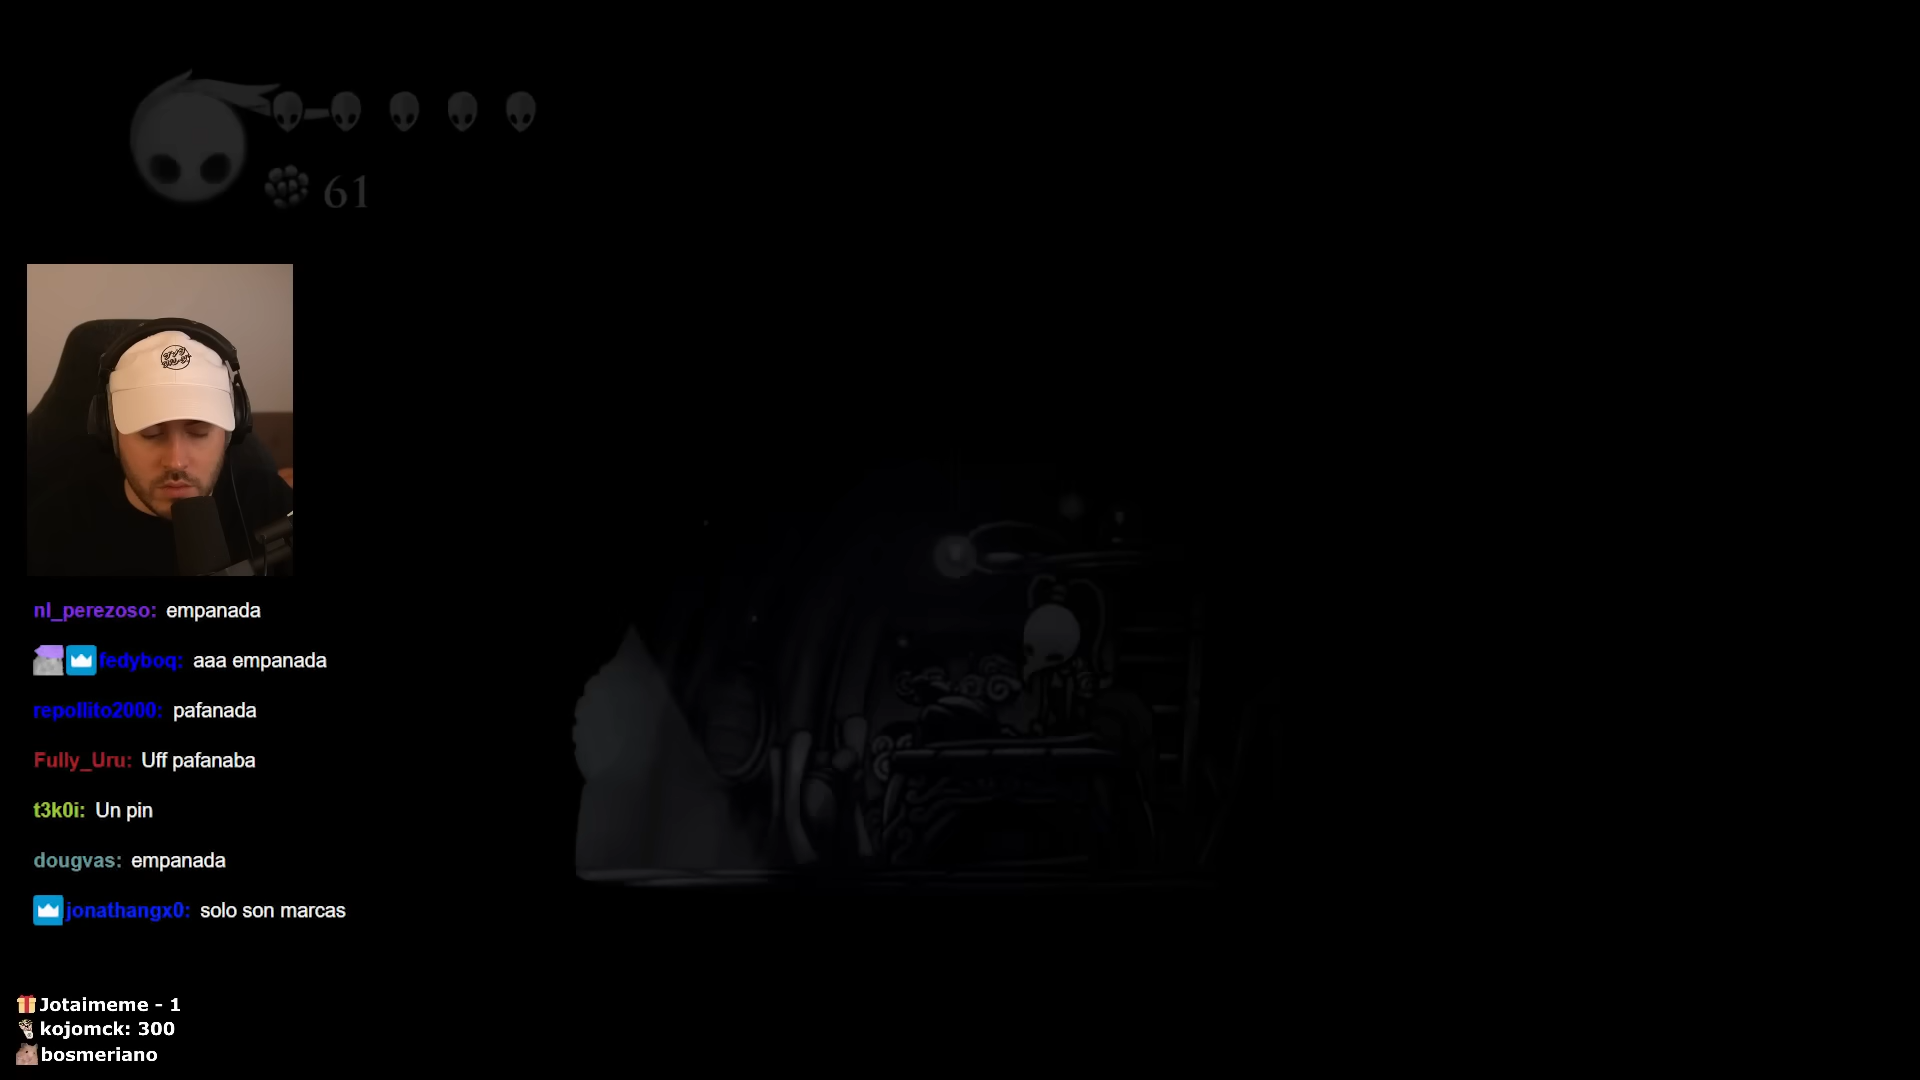 61
nl_perezoso: empanada
fedyboq: aaa empanada
repollito2000: pafanada
Fully_Uru: Uff pafanaba
t3k0i: Un pin
dougvas: empanada
jonathangx0: solo son marcas
Jotaimeme - 1
kojomck: 300
bosmeriano